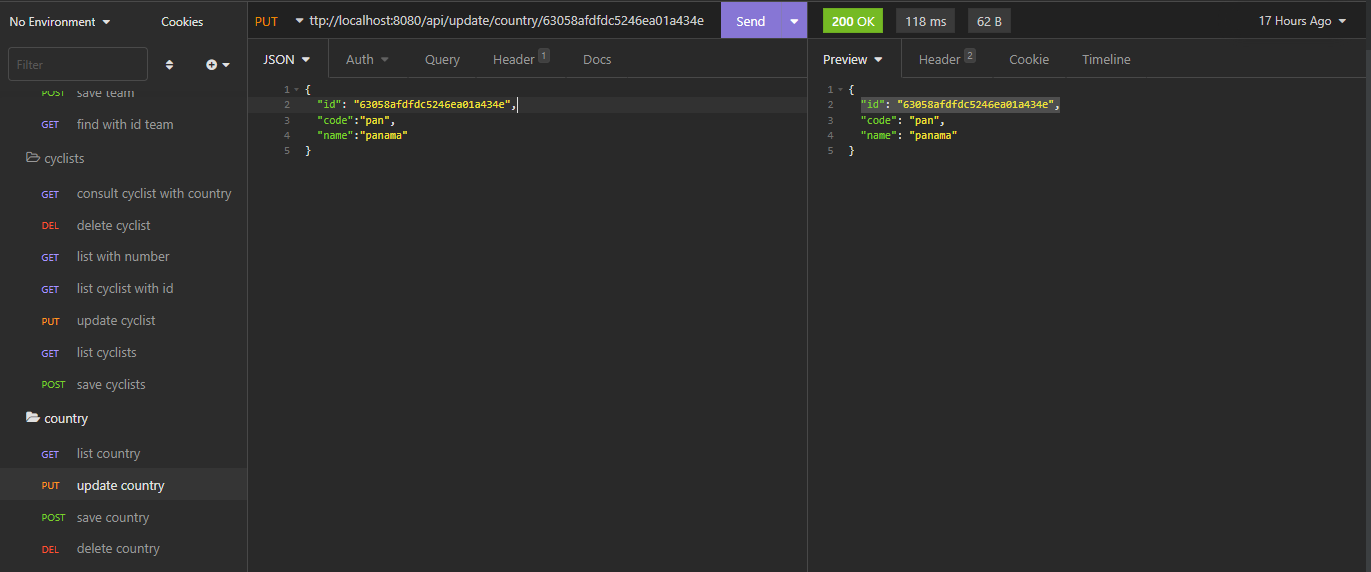 No Environment Cookies
PUT ttp://localhost:8080/api/update/country/63058afdfdc5246ea01a434e Send
200 OK 118 ms 62 B 17 Hours Ago
Filter
JSON Auth Query Header 1 Docs
Preview Header 2 Cookie Timeline
POST save team
GET find with id team
cyclists
GET consult cyclist with country
DEL delete cyclist
GET list with number
GET list cyclist with id
PUT update cyclist
GET list cyclists
POST save cyclists
country
GET list country
PUT update country
POST save country
DEL delete country
1 {
2 "id": "63058afdfdc5246ea01a434e",
3 "code":"pan",
4 "name":"panama"
5 }
1 {
2 "id": "63058afdfdc5246ea01a434e",
3 "code": "pan",
4 "name": "panama"
5 }